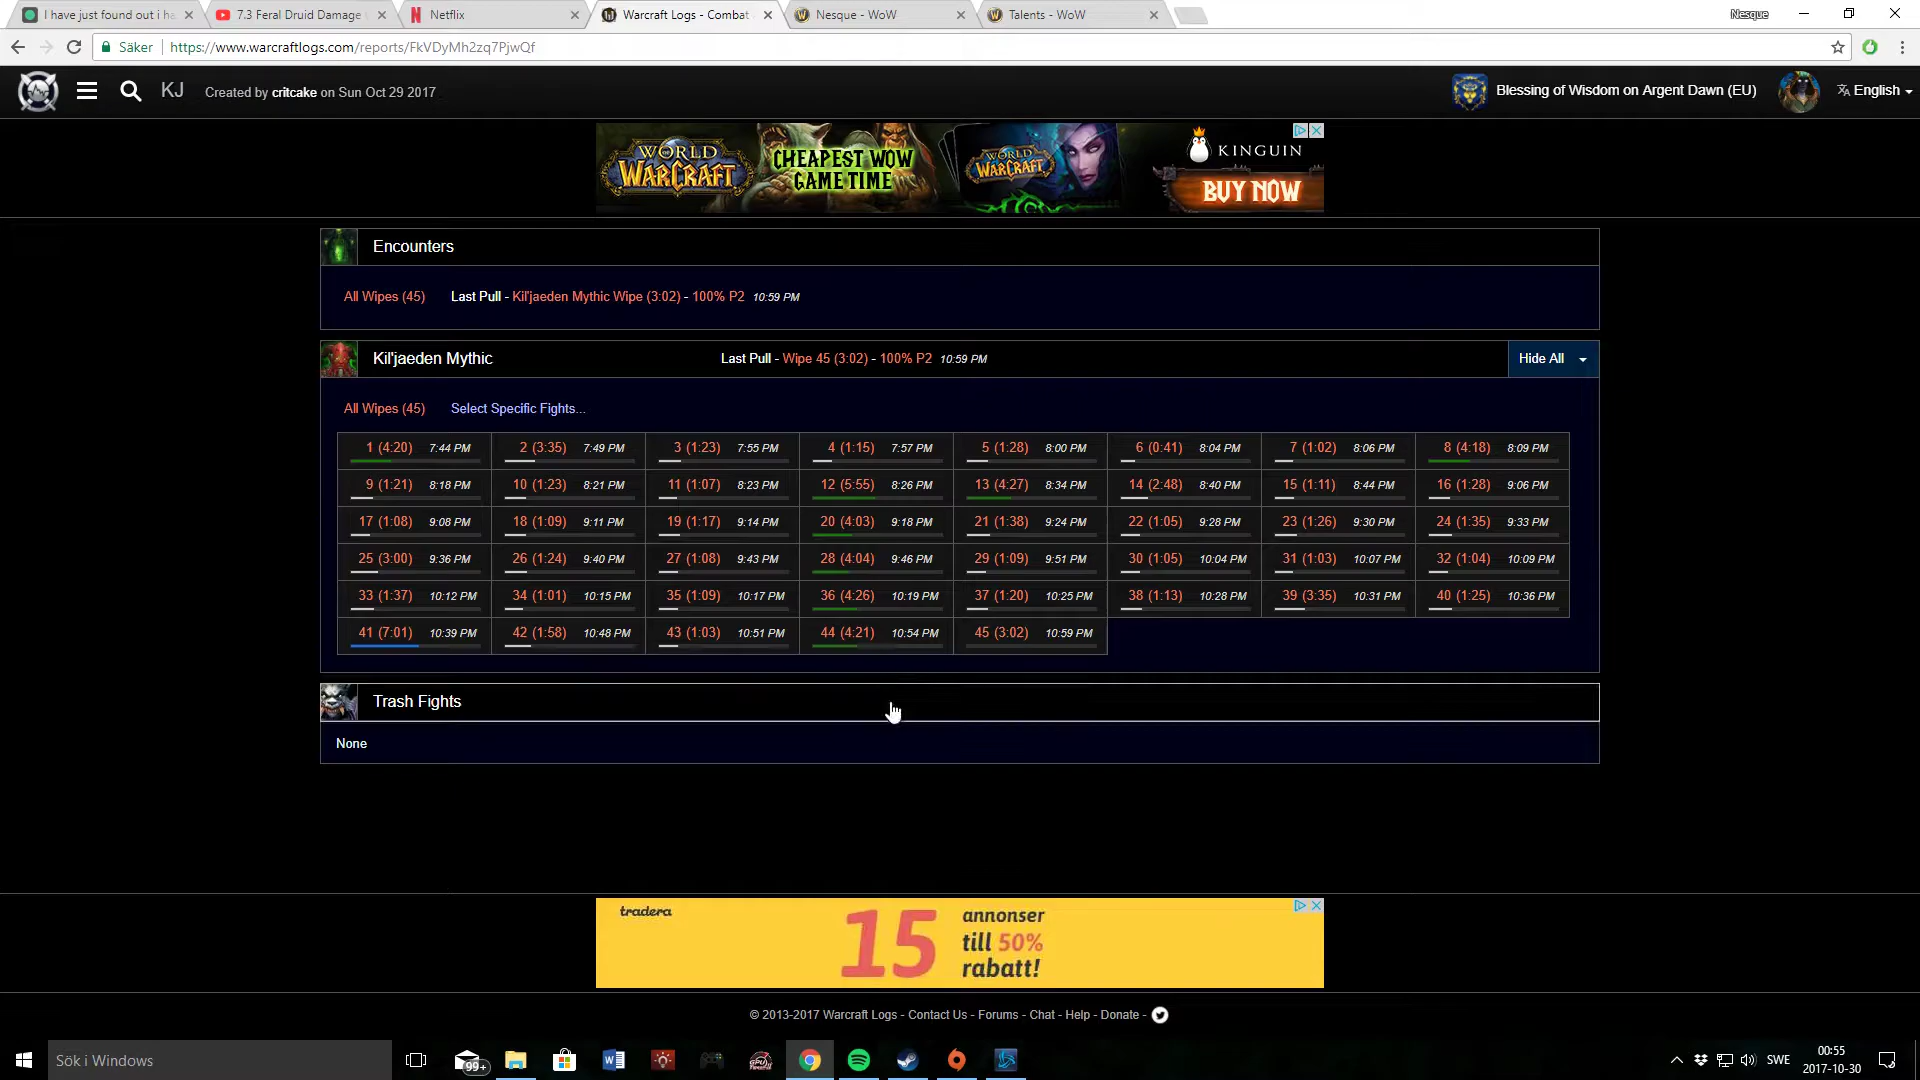 I have just found out i ha
7.3 Feral Druid Damage
Netflix
Warcraft Logs - Combat
Nesque - WoW
Talents - WoW
Nesque
Säker
https://www.warcraftlogs.com/reports/FkVDyMh2zq7PjwQf
KJ
Created by critcake on Sun Oct 29 2017
Blessing of Wisdom on Argent Dawn (EU)
English
WORLD WARCRAFT
CHEAPEST WOW
GAME TIME
WORLD WARCRAFT
KINGUIN
BUY NOW
Encounters
All Wipes (45) Last Pull - Kil'jaeden Mythic Wipe (3:02) - 100% P2 10:59 PM
Kil'jaeden Mythic Last Pull - Wipe 45 (3:02) - 100% P2 10:59 PM Hide All
All Wipes (45) Select Specific Fights...
1 (4:20) 7:44 PM 2 (3:35) 7:49 PM 3 (1:23) 7:55 PM 4 (1:15) 7:57 PM 5 (1:28) 8:00 PM 6 (0:41) 8:04 PM 7 (1:02) 8:06 PM 8 (4:18) 8:09 PM
9 (1:21) 8:18 PM 10 (1:23) 8:21 PM 11 (1:07) 8:23 PM 12 (5:55) 8:26 PM 13 (4:27) 8:34 PM 14 (2:48) 8:40 PM 15 (1:11) 8:44 PM 16 (1:28) 9:06 PM
17 (1:08) 9:08 PM 18 (1:09) 9:11 PM 19 (1:17) 9:14 PM 20 (4:03) 9:18 PM 21 (1:38) 9:24 PM 22 (1:05) 9:28 PM 23 (1:26) 9:30 PM 24 (1:35) 9:33 PM
25 (3:00) 9:36 PM 26 (1:24) 9:40 PM 27 (1:08) 9:43 PM 28 (4:04) 9:46 PM 29 (1:09) 9:51 PM 30 (1:05) 10:04 PM 31 (1:03) 10:07 PM 32 (1:04) 10:09 PM
33 (1:37) 10:12 PM 34 (1:01) 10:15 PM 35 (1:09) 10:17 PM 36 (4:26) 10:19 PM 37 (1:20) 10:25 PM 38 (1:13) 10:28 PM 39 (3:35) 10:31 PM 40 (1:25) 10:36 PM
41 (7:01) 10:39 PM 42 (1:58) 10:48 PM 43 (1:03) 10:51 PM 44 (4:21) 10:54 PM 45 (3:02) 10:59 PM
Trash Fights
None
tradera
15
annonser
till 50%
rabatt!
© 2013-2017 Warcraft Logs - Contact Us - Forums - Chat - Help - Donate -
Sök i Windows
99+
SWE
00:55
2017-10-30